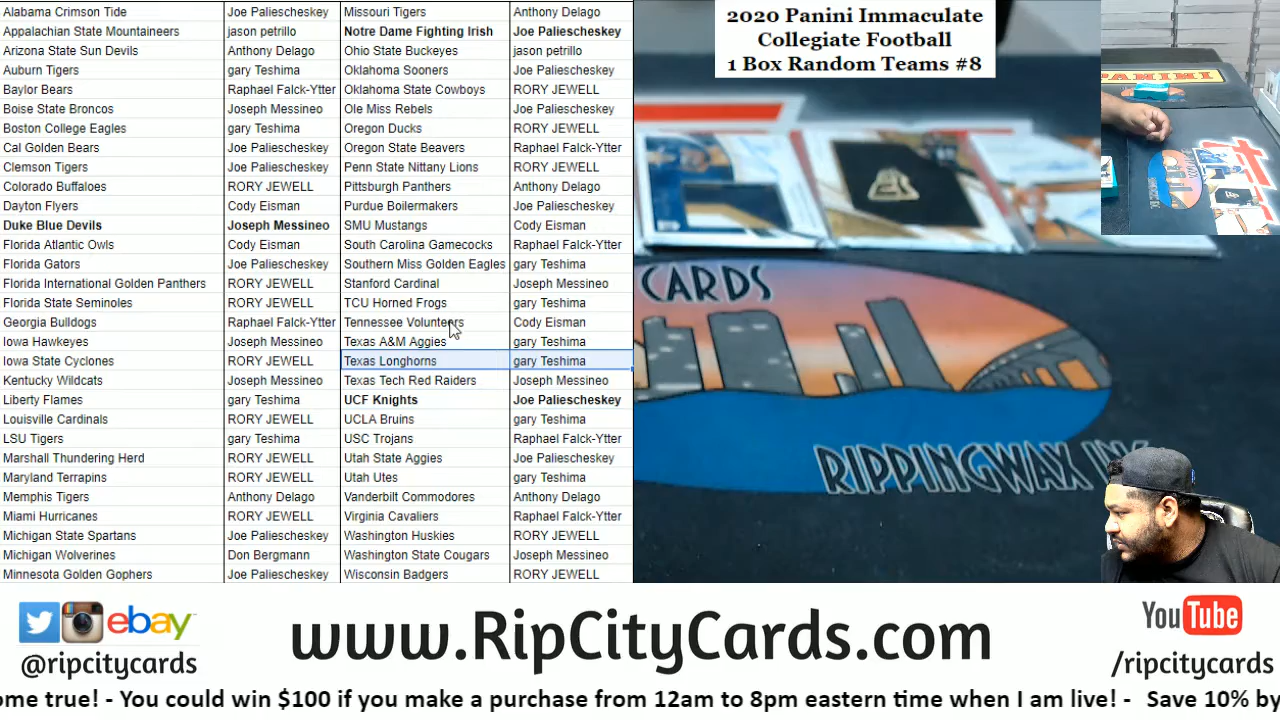 Alabama Crimson Tide Joe Paliescheskey Missouri Tigers Anthony Delago
Appalachian State Mountaineers jason petrillo Notre Dame Fighting Irish Joe Paliescheskey
Arizona State Sun Devils Anthony Delago Ohio State Buckeyes jason petrillo
Auburn Tigers gary Teshima Oklahoma Sooners Joe Paliescheskey
Baylor Bears Raphael Falck-Ytter Oklahoma State Cowboys RORY JEWELL
Boise State Broncos Joseph Messineo Ole Miss Rebels Joe Paliescheskey
Boston College Eagles gary Teshima Oregon Ducks RORY JEWELL
Cal Golden Bears Joe Paliescheskey Oregon State Beavers Raphael Falck-Ytter
Clemson Tigers Joe Paliescheskey Penn State Nittany Lions RORY JEWELL
Colorado Buffaloes RORY JEWELL Pittsburgh Panthers Anthony Delago
Dayton Flyers Cody Eisman Purdue Boilermakers Joe Paliescheskey
Duke Blue Devils Joseph Messineo SMU Mustangs Cody Eisman
Florida Atlantic Owls Cody Eisman South Carolina Gamecocks Raphael Falck-Ytter
Florida Gators Joe Paliescheskey Southern Miss Golden Eagles gary Teshima
Florida International Golden Panthers RORY JEWELL Stanford Cardinal Joseph Messineo
Florida State Seminoles RORY JEWELL TCU Horned Frogs gary Teshima
Georgia Bulldogs Raphael Falck-Ytter Tennessee Volunteers Cody Eisman
Iowa Hawkeyes Joseph Messineo Texas A&M Aggies gary Teshima
Iowa State Cyclones RORY JEWELL Texas Longhorns gary Teshima
Kentucky Wildcats Joseph Messineo Texas Tech Red Raiders Joseph Messineo
Liberty Flames gary Teshima UCF Knights Joe Paliescheskey
Louisville Cardinals RORY JEWELL UCLA Bruins gary Teshima
LSU Tigers gary Teshima USC Trojans Raphael Falck-Ytter
Marshall Thundering Herd RORY JEWELL Utah State Aggies Joe Paliescheskey
Maryland Terrapins RORY JEWELL Utah Utes gary Teshima
Memphis Tigers Anthony Delago Vanderbilt Commodores Anthony Delago
Miami Hurricanes RORY JEWELL Virginia Cavaliers Raphael Falck-Ytter
Michigan State Spartans Joe Paliescheskey Washington Huskies RORY JEWELL
Michigan Wolverines Don Bergmann Washington State Cougars Joseph Messineo
Minnesota Golden Gophers Joe Paliescheskey Wisconsin Badgers RORY JEWELL
2020 Panini Immaculate
Collegiate Football
1 Box Random Teams #8
PANINI
CARDS
RIPPINGWAX
ebay
@ripcitycards
www.RipCityCards.com
YouTube
/ripcitycards
ome true! - You could win $100 if you make a purchase from 12am to 8pm eastern time when I am live! - Save 10% by